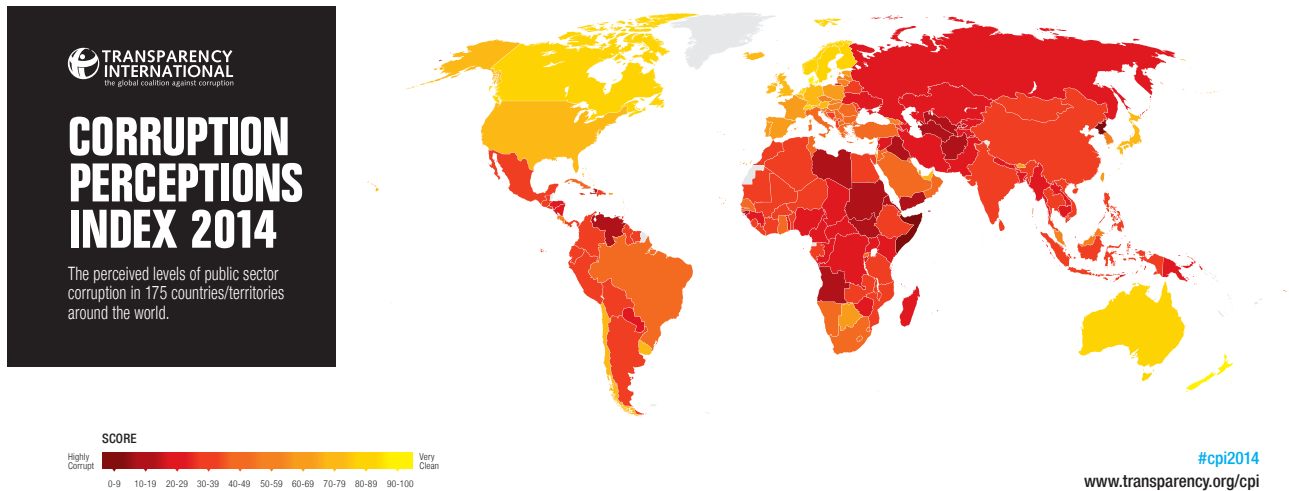 TRANSPARENCY
INTERNATIONAL
the global coalition against corruption
CORRUPTION
PERCEPTIONS
INDEX 2014
The perceived levels of public sector
corruption in 175 countries/territories
around the world.
SCORE
Highly
Corrupt
Very
Clean
0-9 10-19 20-29 30-39 40-49 50-59 60-69 70-79 80-89 90-100
#cpi2014
www.transparency.org/cpi